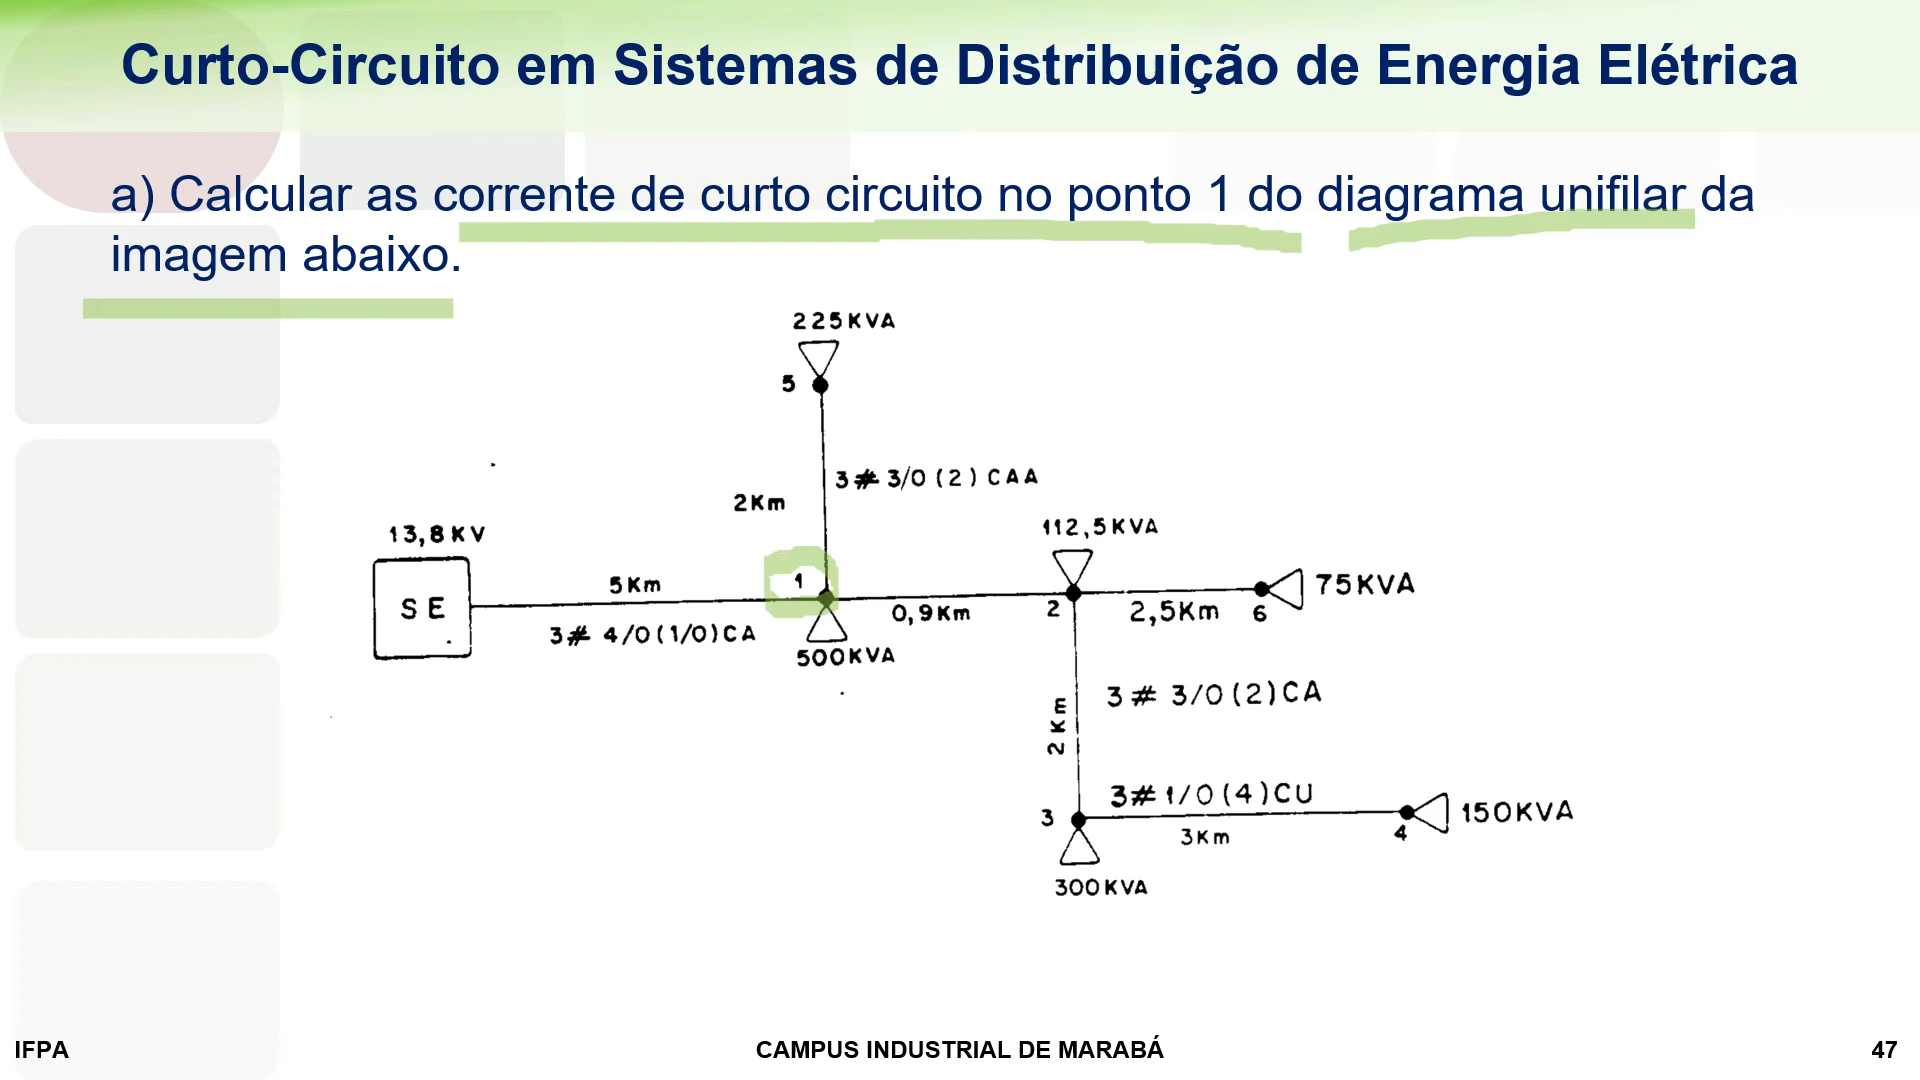 Curto-Circuito em Sistemas de Distribuição de Energia Elétrica
a) Calcular as corrente de curto circuito no ponto 1 do diagrama unifilar da
imagem abaixo.
225KVA
5
3# 3/0(2)CAA
2Km
13,8KV
112,5KVA
SE
5Km
1
3# 4/0(1/0)CA
500KVA
0,9Km
2
2,5Km
6
75KVA
3# 3/0(2)CA
2Km
3# 1/0(4)CU
3
3Km
4
150KVA
300KVA
IFPA
CAMPUS INDUSTRIAL DE MARABÁ
47